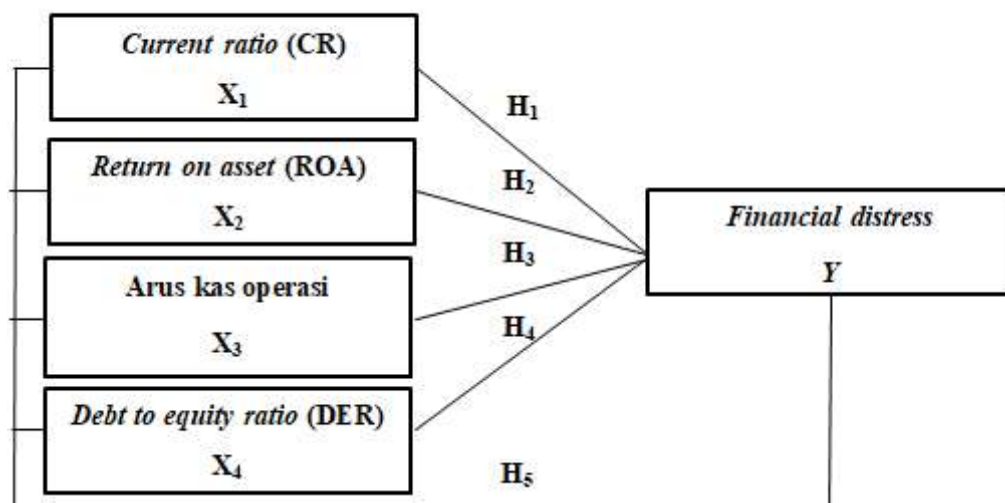 Current ratio (CR)
X₁
Return on asset (ROA)
X₂
Arus kas operasi
X₃
Debt to equity ratio (DER)
X₄
H₁
H₂
H₃
H₄
H₅
Financial distress
Y